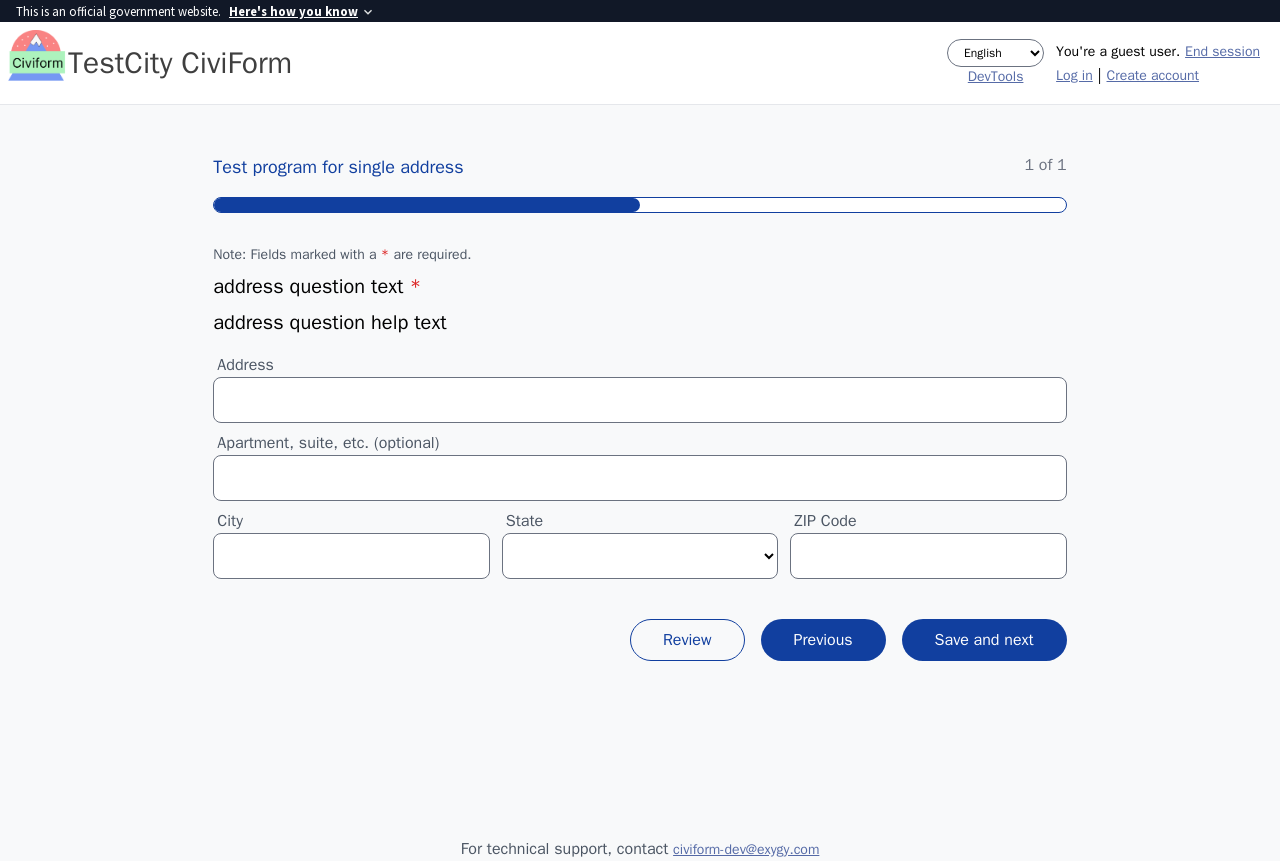 This is an official government website. Here's how you know
Civiform TestCity CiviForm
English
DevTools
You're a guest user. End session
Log in | Create account
Test program for single address
1 of 1
Note: Fields marked with a * are required.
address question text *
address question help text
Address
Apartment, suite, etc. (optional)
City State ZIP Code
Review Previous Save and next
For technical support, contact civiform-dev@exygy.com